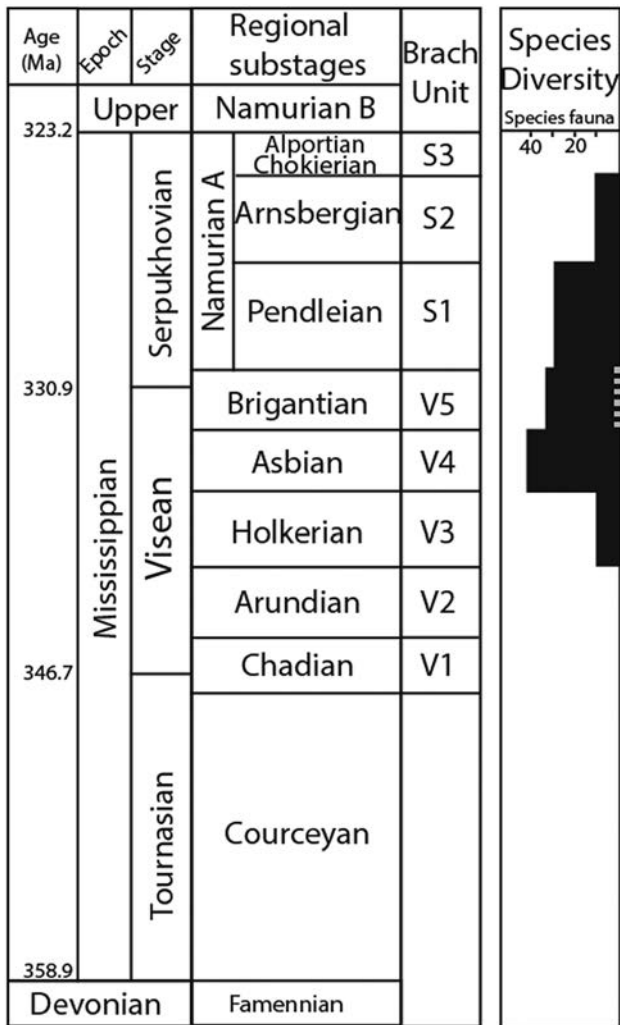 Age
(Ma)
Epoch
Stage
Regional
substages
Brach
Unit
Species
Diversity
Species fauna
40 20
Upper
Namurian B
323.2
Mississippian
Serpukhovian
Namurian A
Alportian
Chokierian
S3
Arnsbergian
S2
Pendleian
S1
330.9
Visean
Brigantian
V5
Asbian
V4
Holkerian
V3
Arundian
V2
346.7
Chadian
V1
Tournasian
Courceyan
358.9
Devonian
Famennian